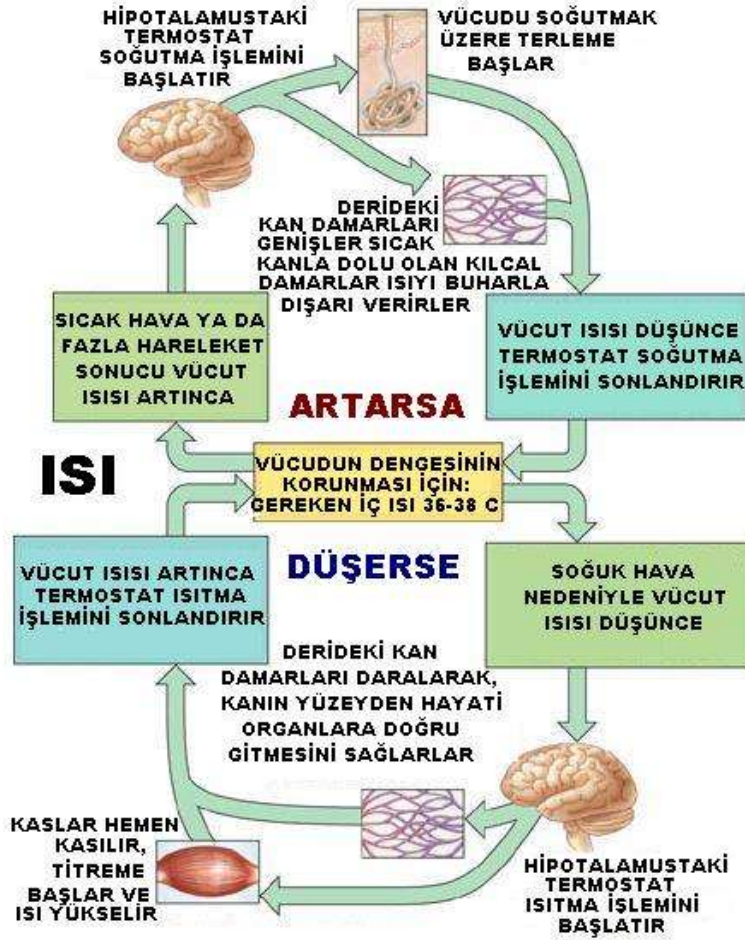 HİPOTALAMUSTAKİ
TERMOSTAT
SOĞUTMA İŞLEMİNİ
BAŞLATIR
VÜCUDU SOĞUTMAK
ÜZERE TERLEME
BAŞLAR
DERİDEKİ
KAN DAMARLARI
GENİŞLER SICAK
KANLA DOLU OLAN KILCAL
DAMARLAR ISIYI BUHARLA
DIŞARI VERİRLER
SICAK HAVA YA DA
FAZLA HARELEKET
SONUCU VÜCUT
ISISI ARTINCA
VÜCUT ISISI DÜŞÜNCE
TERMOSTAT SOĞUTMA
İŞLEMİNİ SONLANDIRIR
ARTARSA
ISI
VÜCUDUN DENGESİNİN
KORUNMASI İÇİN:
GEREKEN İÇ ISI 36-38 C
DÜŞERSE
VÜCUT ISISI ARTINCA
TERMOSTAT ISITMA
İŞLEMİNİ SONLANDIRIR
SOĞUK HAVA
NEDENİYLE VÜCUT
ISISI DÜŞÜNCE
DERİDEKİ KAN
DAMARLARI DARALARAK,
KANIN YÜZEYDEN HAYATİ
ORGANLARA DOĞRU
GİTMESİNİ SAĞLARLAR
KASLAR HEMEN
KASILIR,
TİTREME
BAŞLAR VE
ISI YÜKSELİR
HİPOTALAMUSTAKİ
TERMOSTAT
ISITMA İŞLEMİNİ
BAŞLATIR